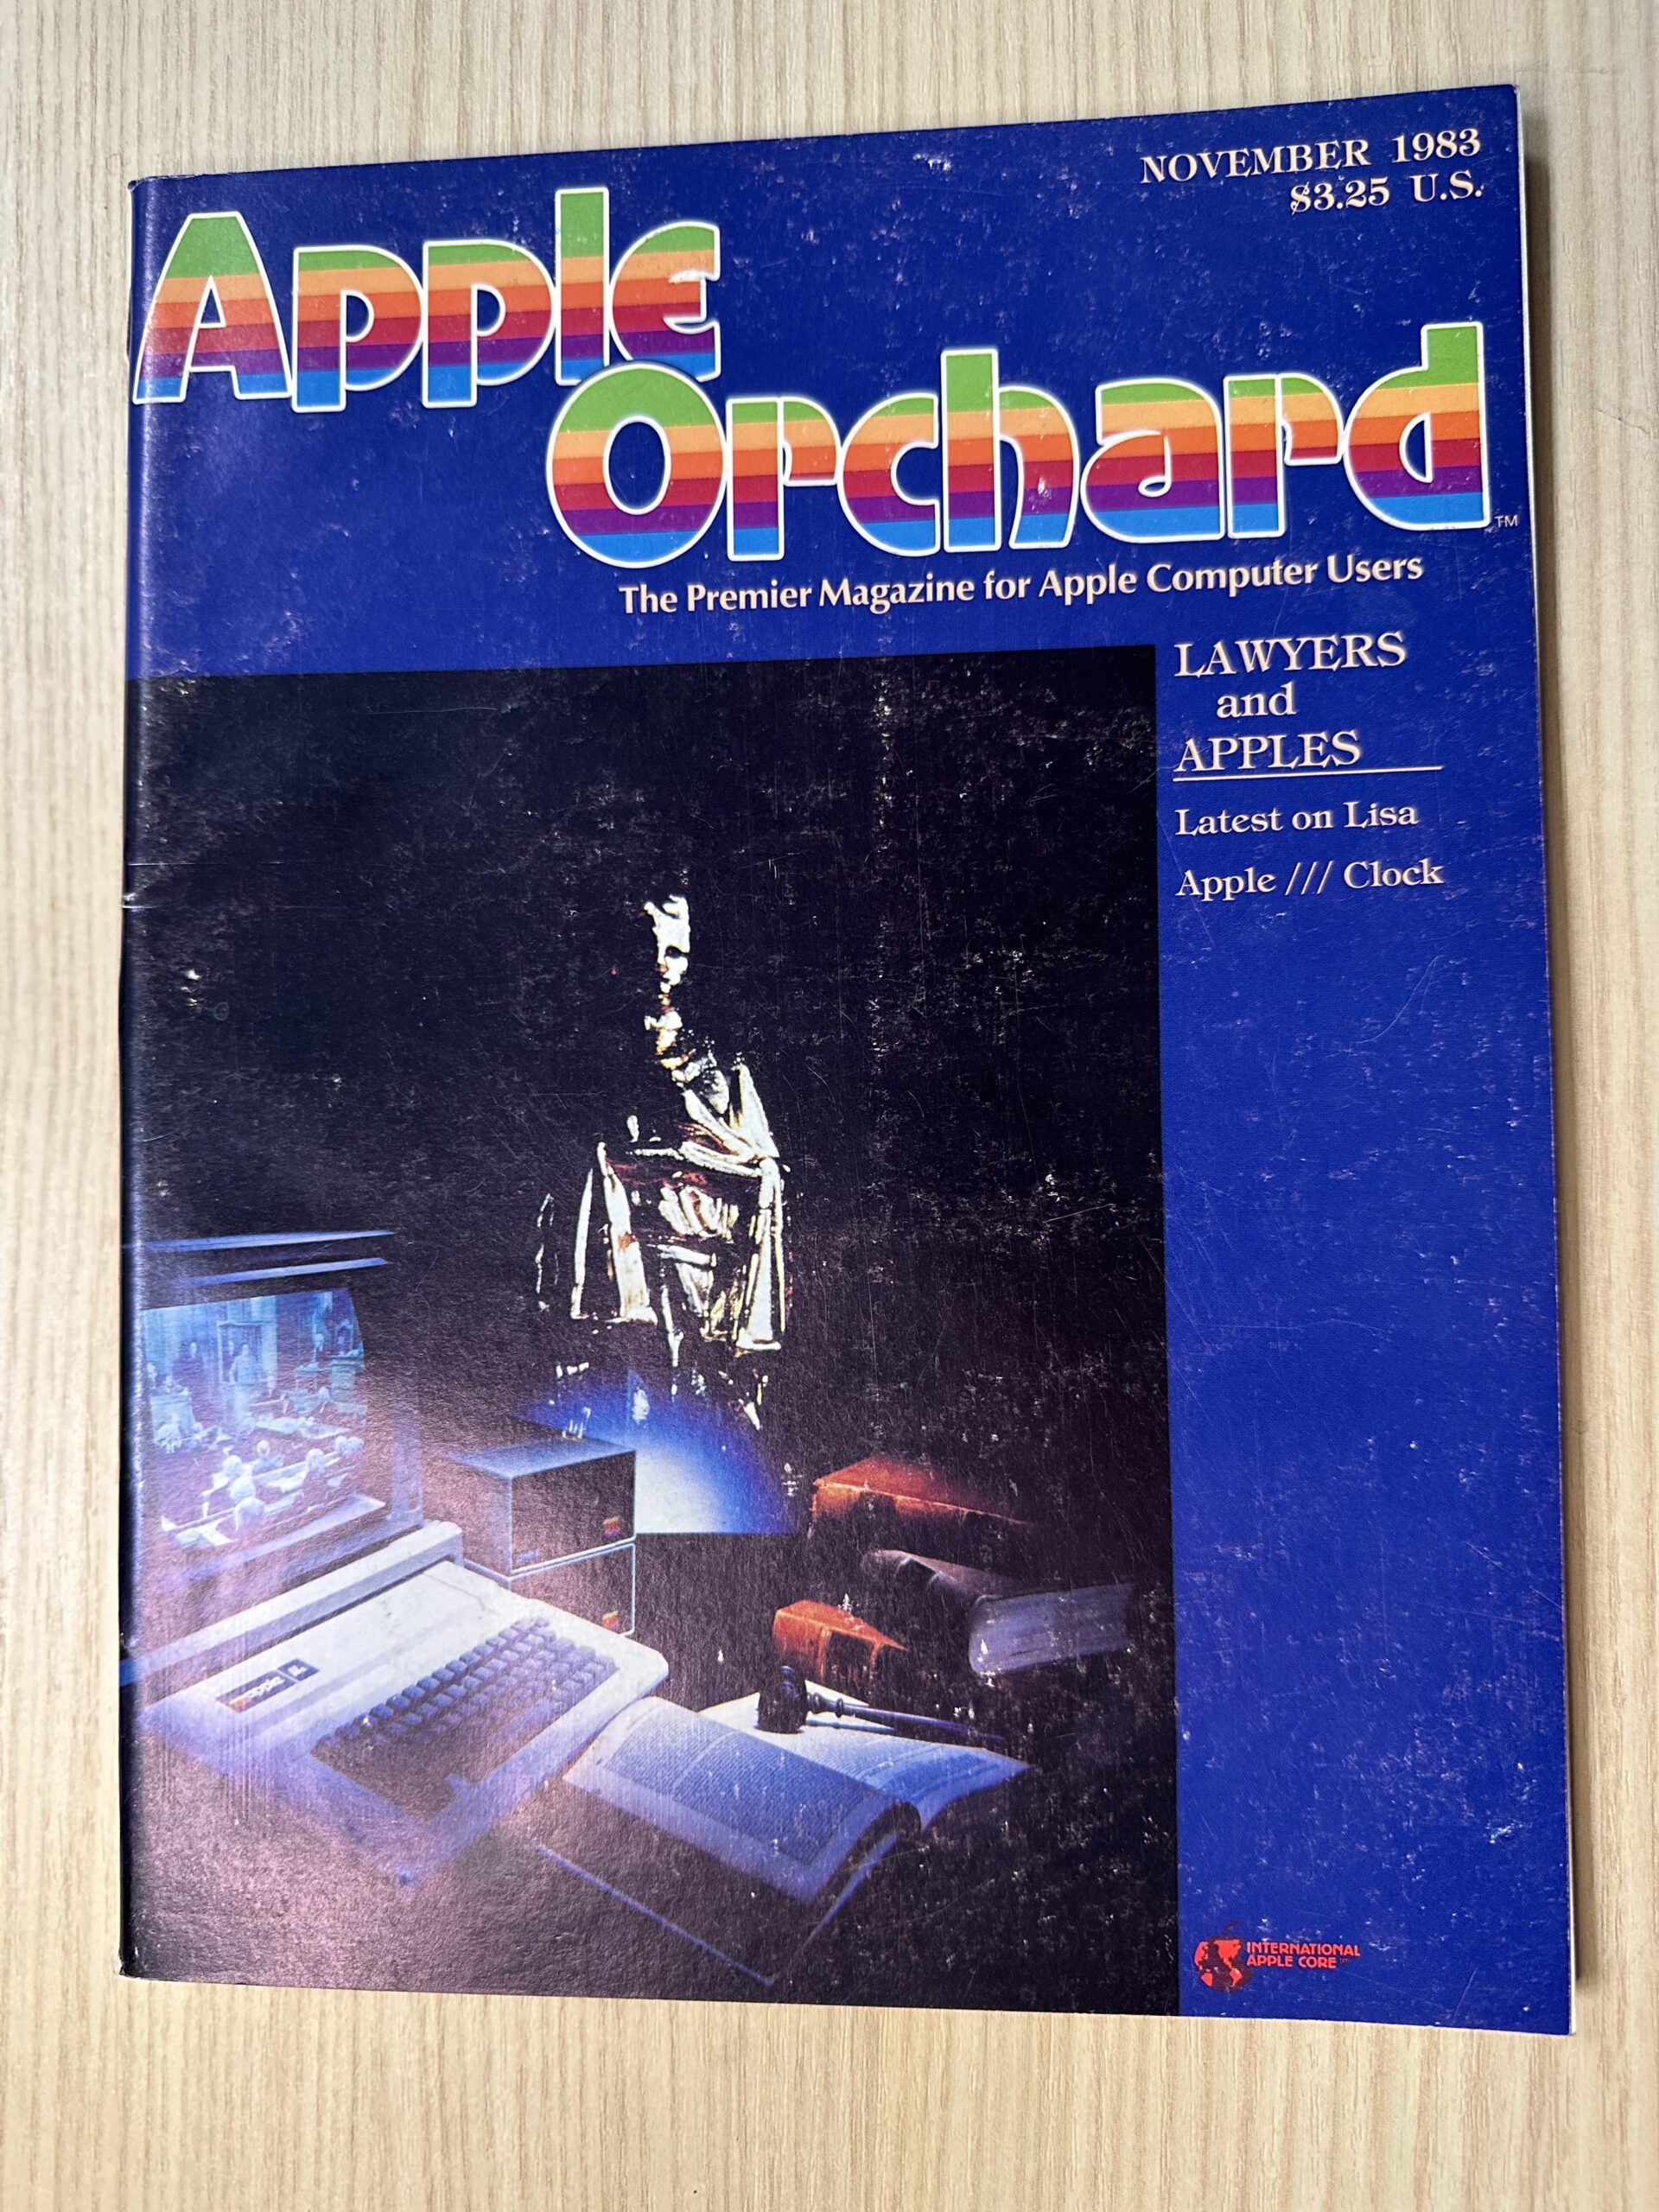 NOVEMBER 1983
$3.25 U.S.
Apple
Orchard
TM
The Premier Magazine for Apple Computer Users
LAWYERS
and
APPLES
Latest on Lisa
Apple /// Clock
apple
INTERNATIONAL
APPLE CORE